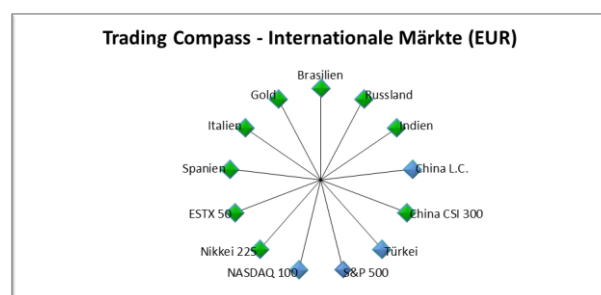 Trading Compass - Internationale Märkte (EUR)
Brasilien
Gold
Russland
Italien
Indien
Spanien
China L.C.
ESTX 50
China CSI 300
Nikkei 225
Türkei
NASDAQ 100
S&P 500